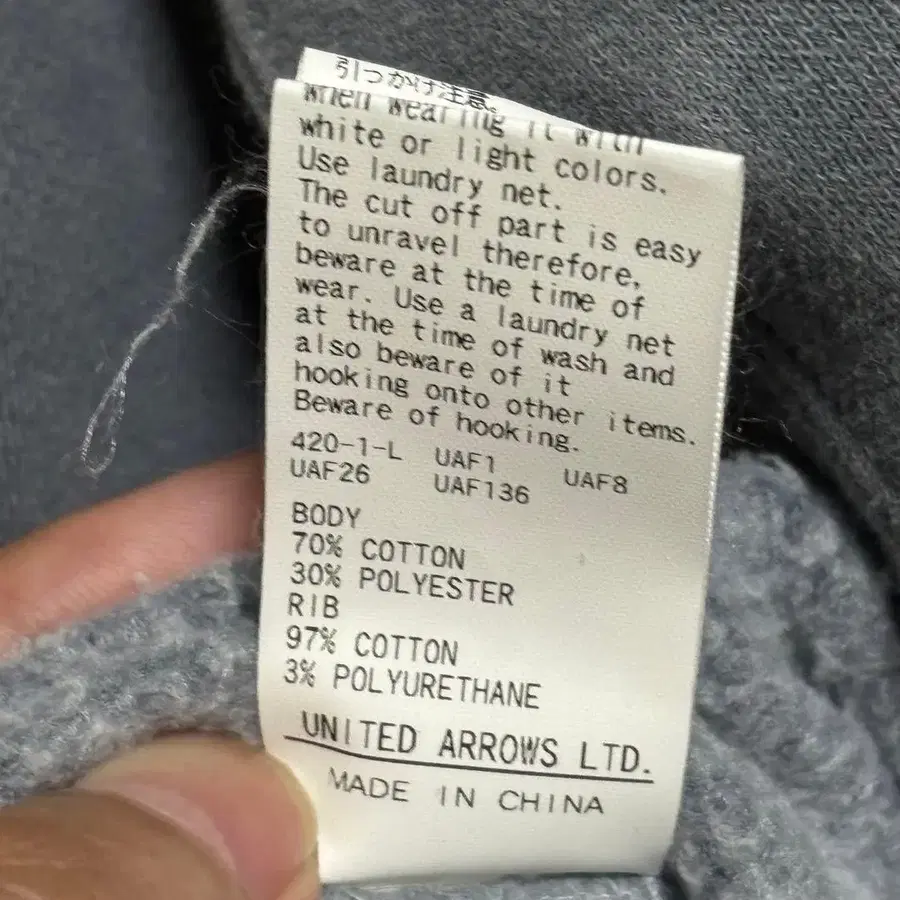 引っかけ注意。
when wearing it with
white or light colors.
Use laundry net.
The cut off part is easy
to unravel therefore,
beware at the time of
wear. Use a laundry net
at the time of wash and
also beware of it
hooking onto other items.
Beware of hooking.
420-1-L UAF1 UAF8
UAF26 UAF136
BODY
70% COTTON
30% POLYESTER
RIB
97% COTTON
3% POLYURETHANE
UNITED ARROWS LTD.
MADE IN CHINA